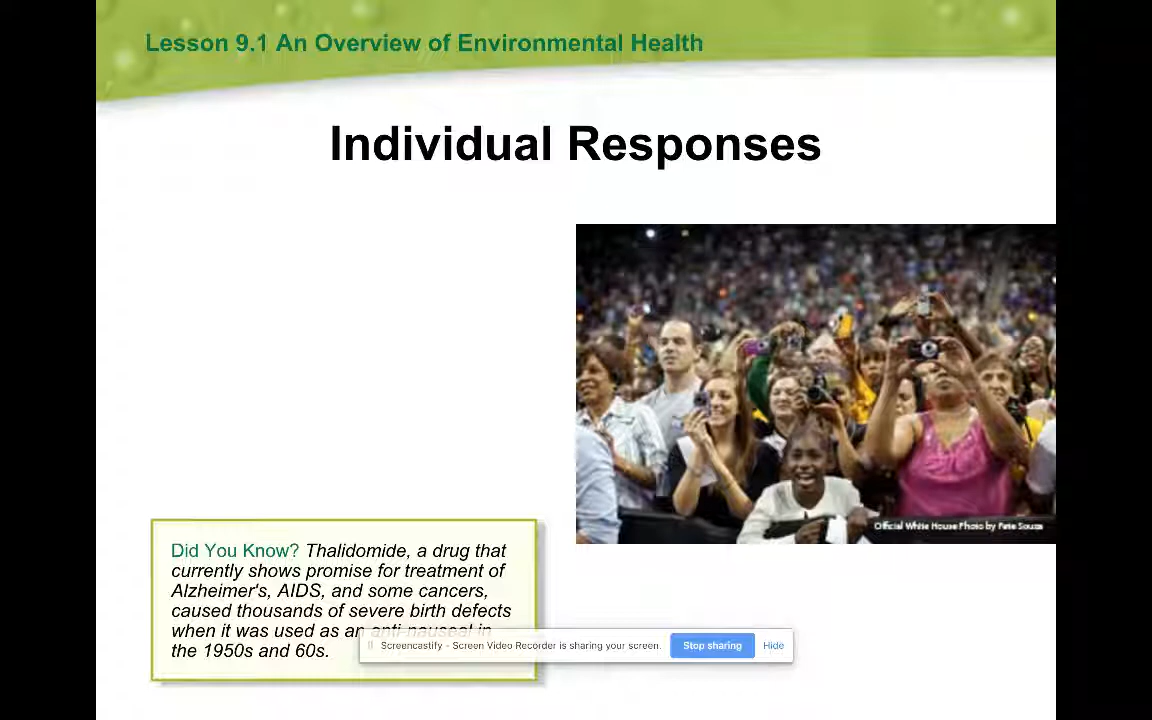 Lesson 9.1 An Overview of Environmental Health
Individual Responses
Official White House Photo by Pete Souza
Did You Know? Thalidomide, a drug that
currently shows promise for treatment of
Alzheimer's, AIDS, and some cancers,
caused thousands of severe birth defects
when it was used as an anti-nauseal in
the 1950s and 60s.
Screencastify - Screen Video Recorder is sharing your screen.
Stop sharing
Hide